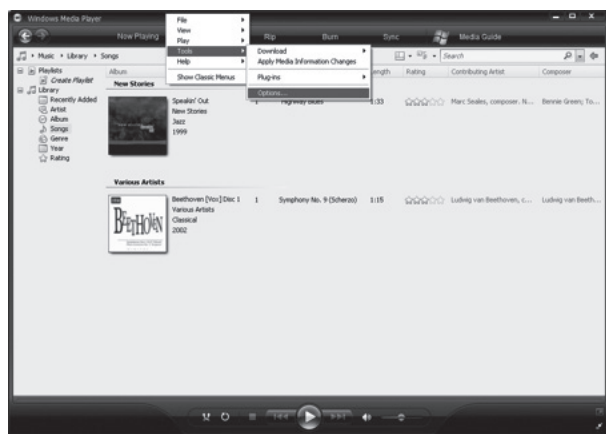 Windows Media Player
Now Playing Rip Burn Sync Media Guide
File
View
Play
Tools
Help
Show Classic Menus
Download
Apply Media Information Changes
Plug-ins
Options...
Music Library Songs
Search
Playlists
Create Playlist
Library
Recently Added
Artist
Album
Songs
Genre
Year
Rating
Album ength Rating Contributing Artist Composer
New Stories
Speakin' Out 1 Highway Blues 1:33 Marc Seales, composer. N... Bennie Green; To...
New Stories
Jazz
1999
Various Artists
Beethoven [Vox] Disc 1 1 Symphony No. 9 (Scherzo) 1:15 Ludwig van Beethoven, c... Ludwig van Beeth...
Various Artists
Classical
2002
BEETHOVEN